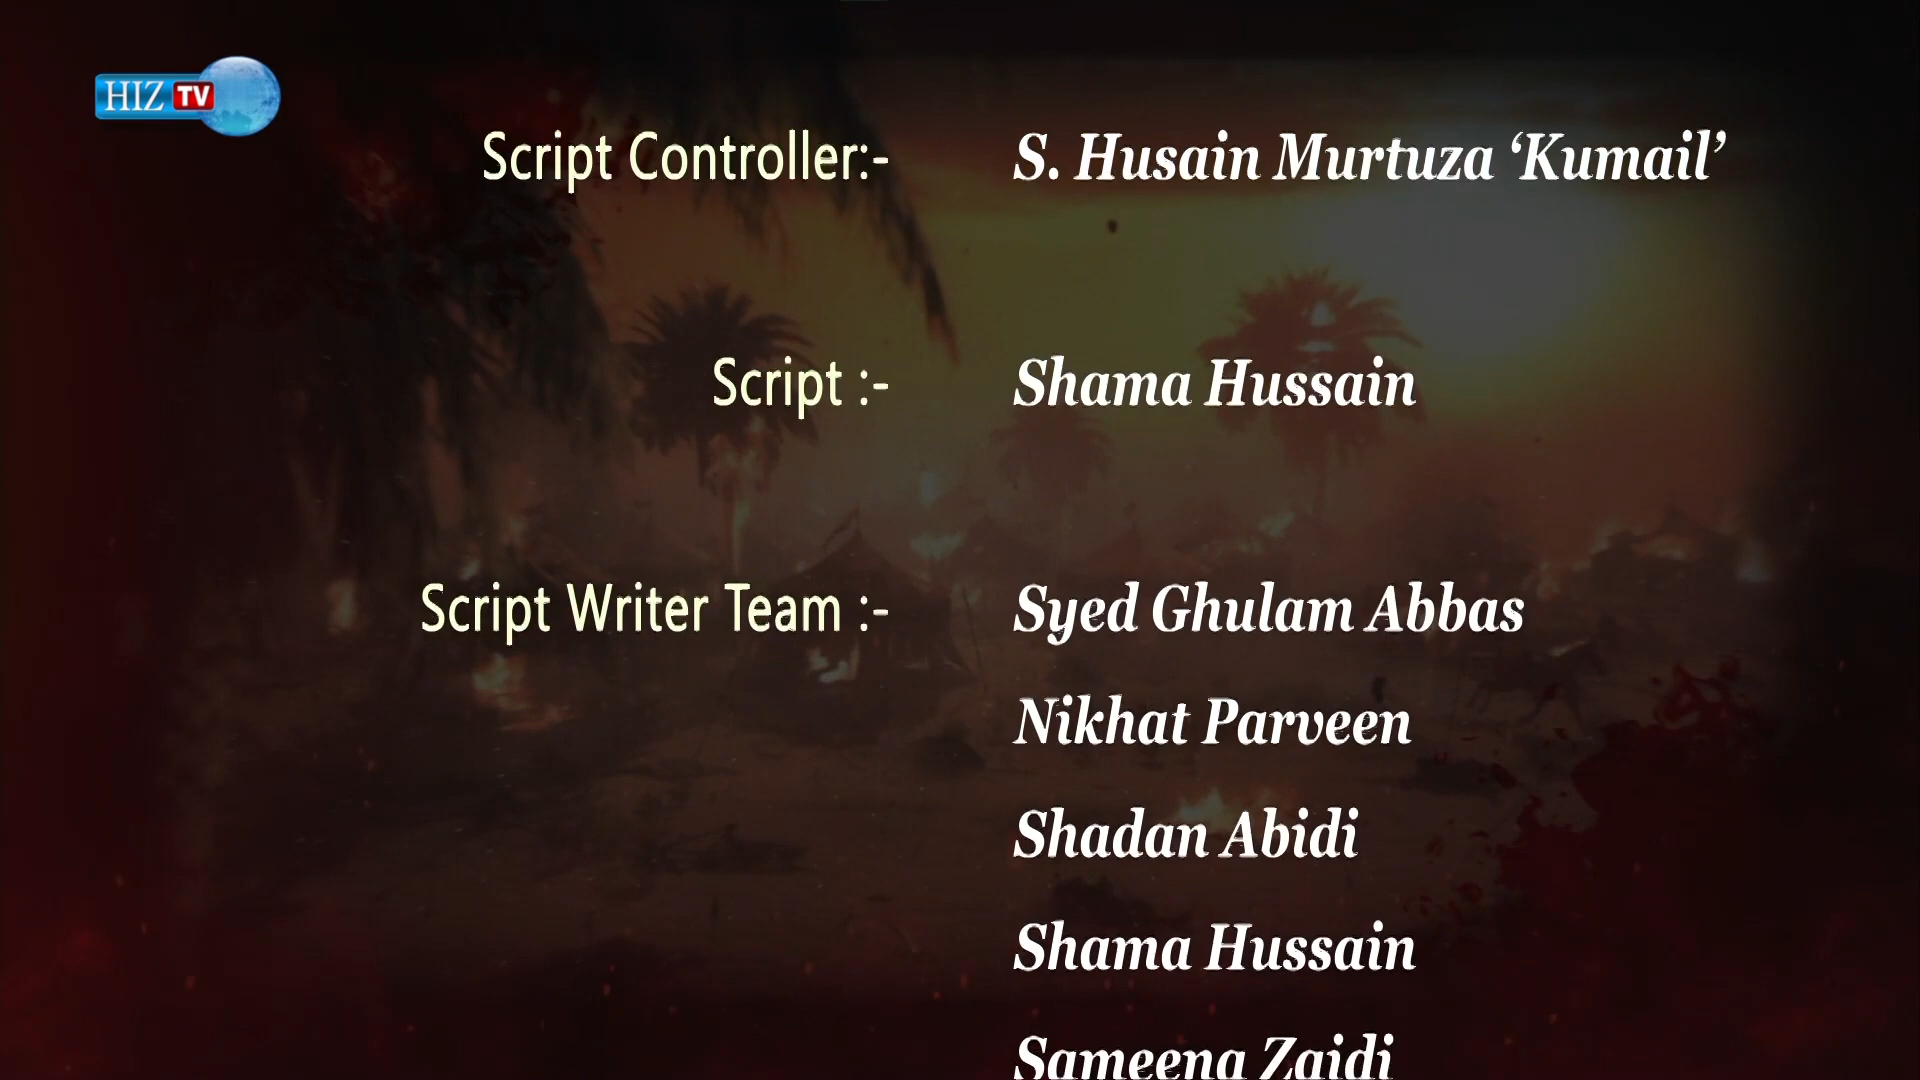 HIZ TV
Script Controller:- S. Husain Murtuza ‘Kumail’
Script :- Shama Hussain
Script Writer Team :- Syed Ghulam Abbas
Nikhat Parveen
Shadan Abidi
Shama Hussain
Sameena Zaidi